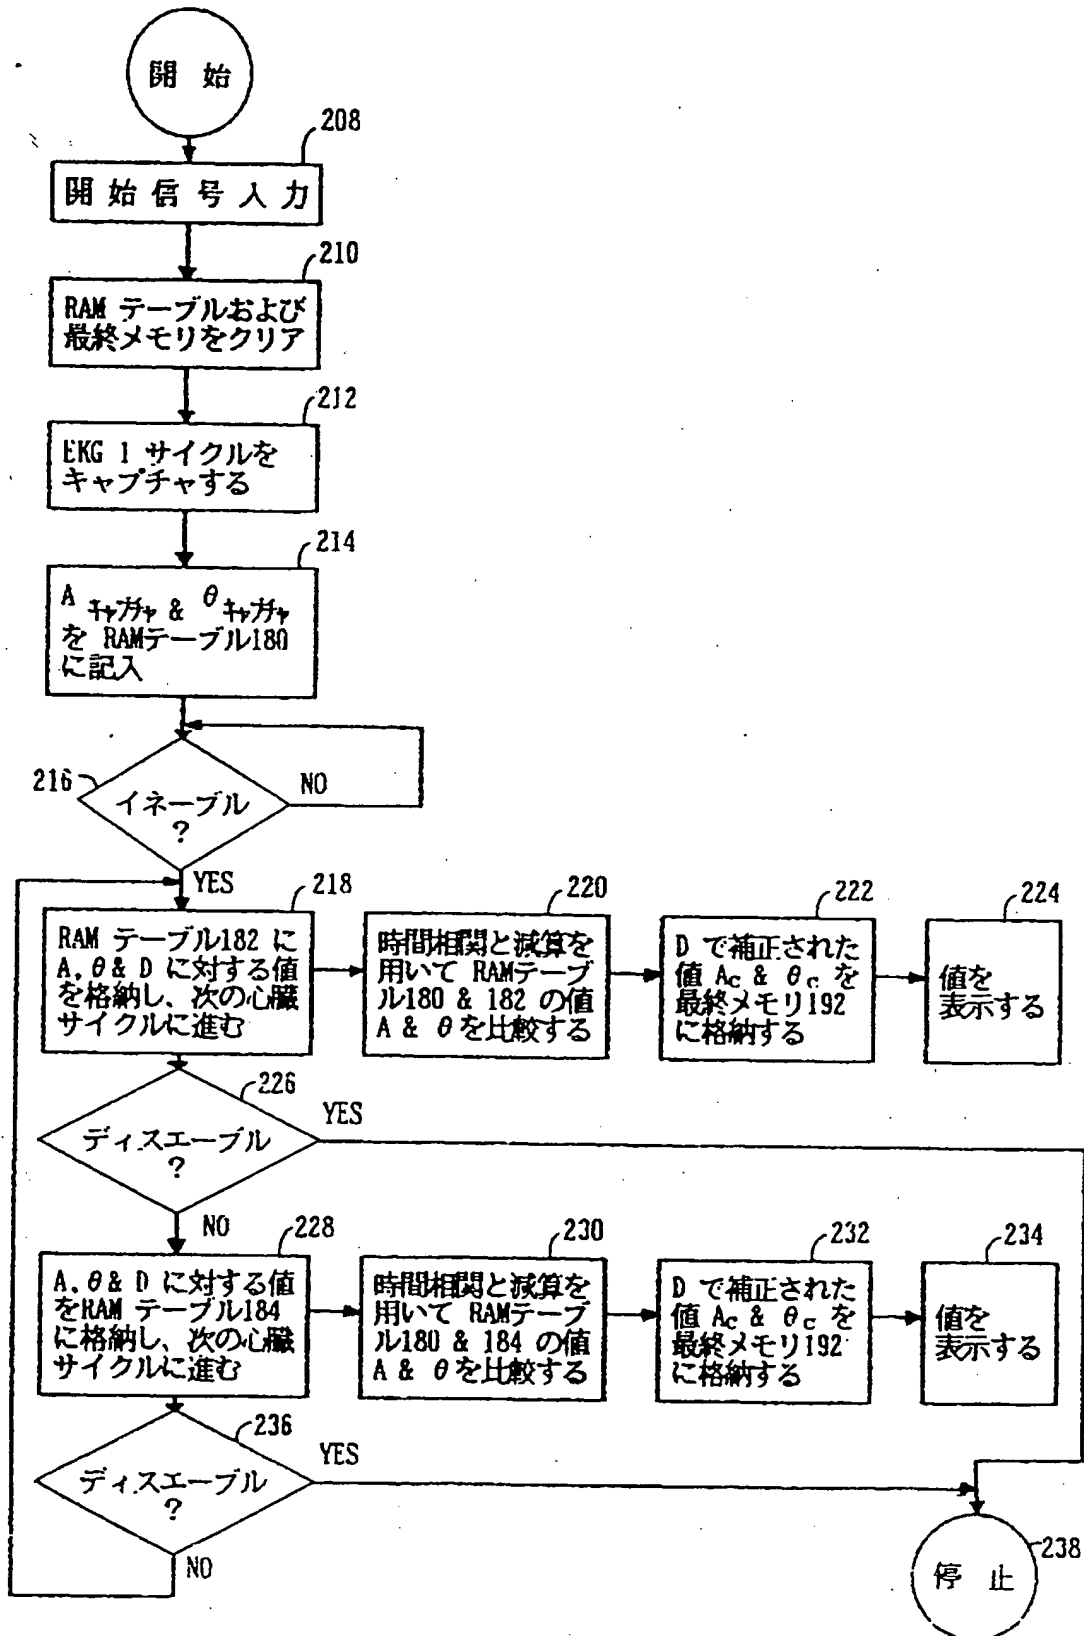 開始
208
開始信号入力
210
RAM テーブルおよび
最終メモリをクリア
212
EKG 1 サイクルを
キャプチャする
214
A キャプチャ & θ キャプチャ
を RAMテーブル180
に記入
216
イネーブル
?
NO
YES
218
RAM テーブル182 に
A, θ & D に対する値
を格納し、次の心臓
サイクルに進む
220
時間相関と減算を
用いて RAMテーブ
ル180 & 182 の値
A & θ を比較する
222
D で補正された
値 Ac & θc を
最終メモリ192
に格納する
224
値を
表示する
226
ディスエーブル
?
YES
NO
228
A, θ & D に対する値
をRAM テーブル184
に格納し、次の心臓
サイクルに進む
230
時間相関と減算を
用いて RAMテーブ
ル180 & 184 の値
A & θ を比較する
232
D で補正された
値 Ac & θc を
最終メモリ192
に格納する
234
値を
表示する
236
ディスエーブル
?
YES
NO
238
停止